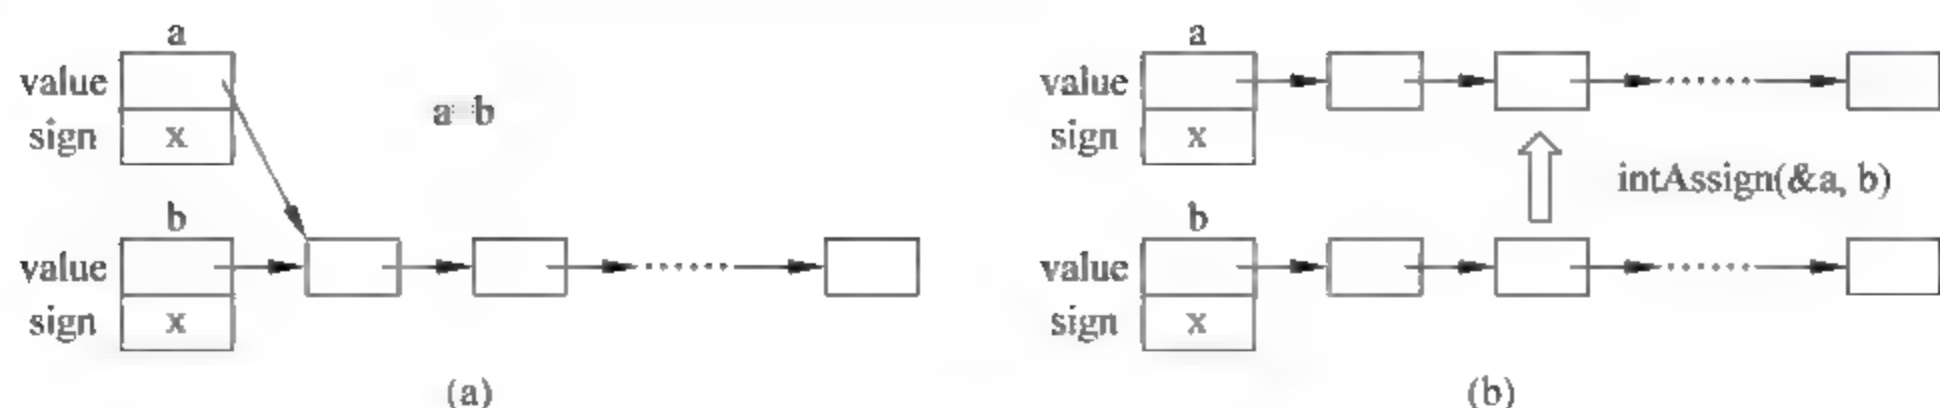 a
value
sign x
a=b
b
value
sign x
(a)
a
value
sign x
intAssign(&a, b)
b
value
sign x
(b)